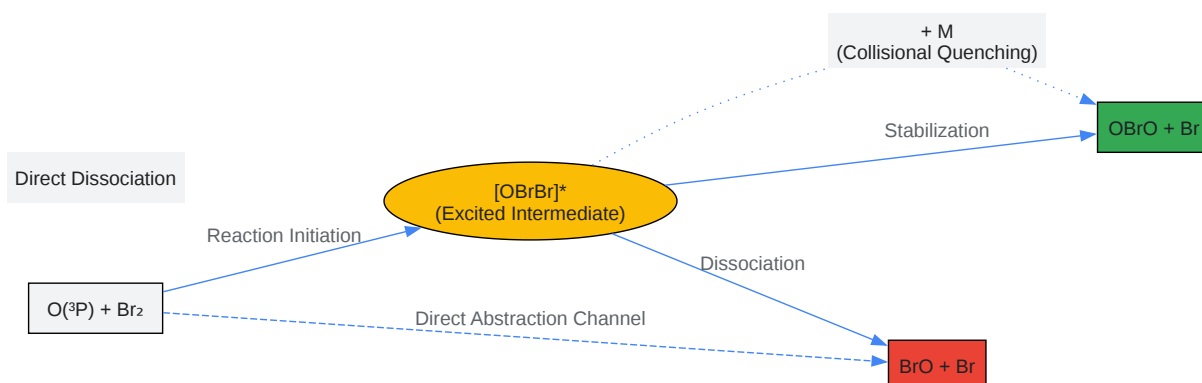 + M
(Collisional Quenching)
OBrO + Br
Stabilization
Direct Dissociation
[OBrBr]*
(Excited Intermediate)
Reaction Initiation
Dissociation
O(³P) + Br₂
Direct Abstraction Channel
BrO + Br